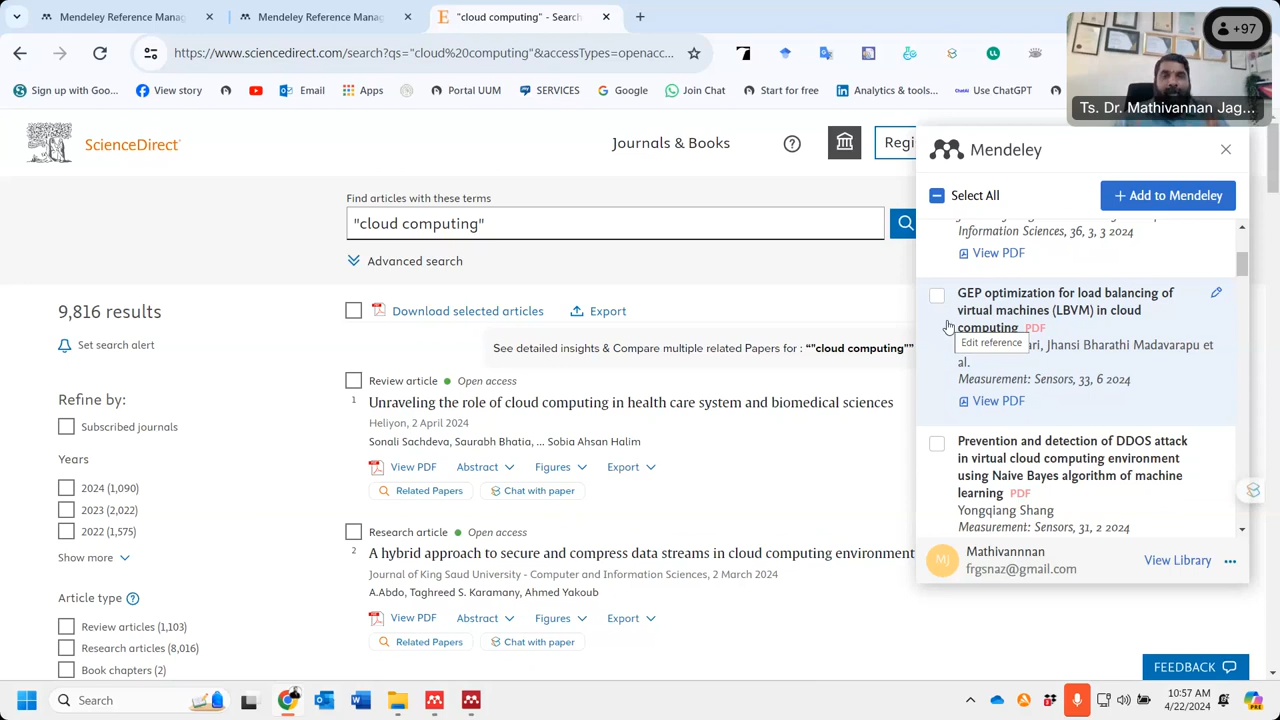 Mendeley Reference Manag
Mendeley Reference Manag
"cloud computing" - Search
https://www.sciencedirect.com/search?qs="cloud%20computing"&accessTypes=openacc...
+97
Sign up with Goo...
View story
Email
Apps
Portal UUM
SERVICES
Google
Join Chat
Start for free
Analytics & tools...
Use ChatGPT
Ts. Dr. Mathivannan Jag...
ScienceDirect
Journals & Books
Regi
Find articles with these terms
"cloud computing"
Advanced search
9,816 results
Set search alert
Refine by:
Subscribed journals
Years
2024 (1,090)
2023 (2,022)
2022 (1,575)
Show more
Article type
Review articles (1,103)
Research articles (8,016)
Book chapters (2)
Download selected articles
Export
See detailed insights & Compare multiple related Papers for : “"cloud computing"”
Review article
Open access
1
Unraveling the role of cloud computing in health care system and biomedical sciences
Heliyon, 2 April 2024
Sonali Sachdeva, Saurabh Bhatia, ... Sobia Ahsan Halim
View PDF
Abstract
Figures
Export
Related Papers
Chat with paper
Research article
Open access
2
A hybrid approach to secure and compress data streams in cloud computing environment
Journal of King Saud University - Computer and Information Sciences, 2 March 2024
A.Abdo, Taghreed S. Karamany, Ahmed Yakoub
View PDF
Abstract
Figures
Export
Related Papers
Chat with paper
Mendeley
Select All
+ Add to Mendeley
Information Sciences, 36, 3, 3 2024
View PDF
GEP optimization for load balancing of
virtual machines (LBVM) in cloud
computing PDF
Edit reference
ari, Jhansi Bharathi Madavarapu et
al.
Measurement: Sensors, 33, 6 2024
View PDF
Prevention and detection of DDOS attack
in virtual cloud computing environment
using Naive Bayes algorithm of machine
learning PDF
Yongqiang Shang
Measurement: Sensors, 31, 2 2024
MJ
Mathivannnan
frgsnaz@gmail.com
View Library
FEEDBACK
Search
10:57 AM
4/22/2024